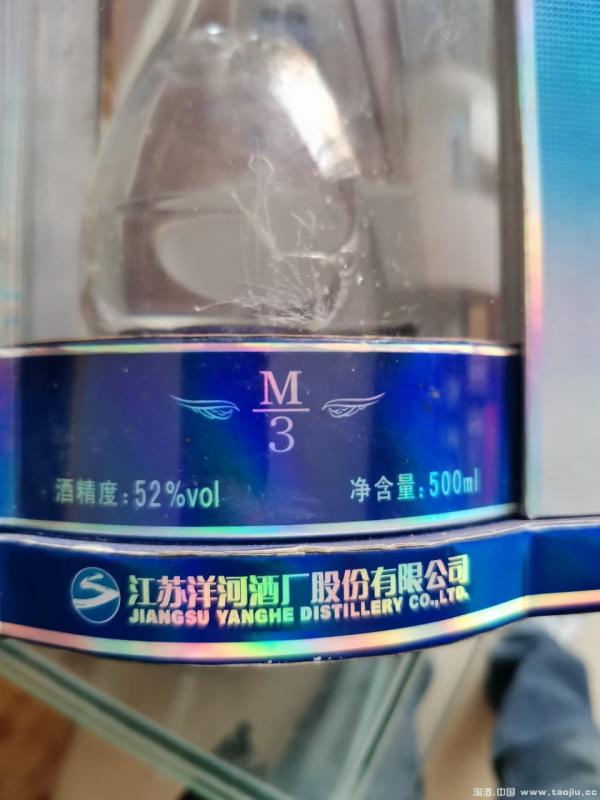 M
3
酒精度:52%vol
净含量:500ml
江苏洋河酒厂股份有限公司
JIANGSU YANGHE DISTILLERY CO.,LTD.
淘酒.中国 www.taojiu.cc